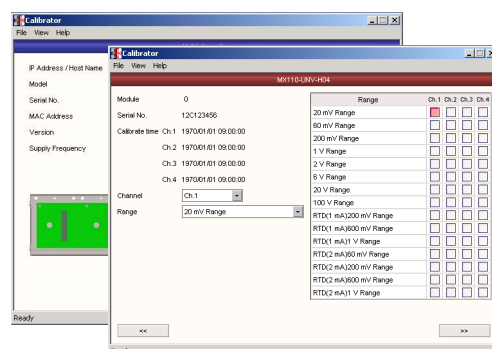 Calibrator
File View Help
IP Address / Host Name
Model
Serial No.
MAC Address
Version
Supply Frequency
Ready
Calibrator
File View Help
MX110-UNV-H04
Module 0
Serial No. 12C123456
Calibrate time Ch.1 1970/01/01 09:00:00
Ch.2 1970/01/01 09:00:00
Ch.3 1970/01/01 09:00:00
Ch.4 1970/01/01 09:00:00
Channel Ch.1
Range 20 mV Range
Range Ch.1 Ch.2 Ch.3 Ch.4
20 mV Range
60 mV Range
200 mV Range
1 V Range
2 V Range
6 V Range
20 V Range
100 V Range
RTD(1 mA)200 mV Range
RTD(1 mA)600 mV Range
RTD(1 mA)1 V Range
RTD(2 mA)60 mV Range
RTD(2 mA)200 mV Range
RTD(2 mA)600 mV Range
RTD(2 mA)1 V Range
<< >>